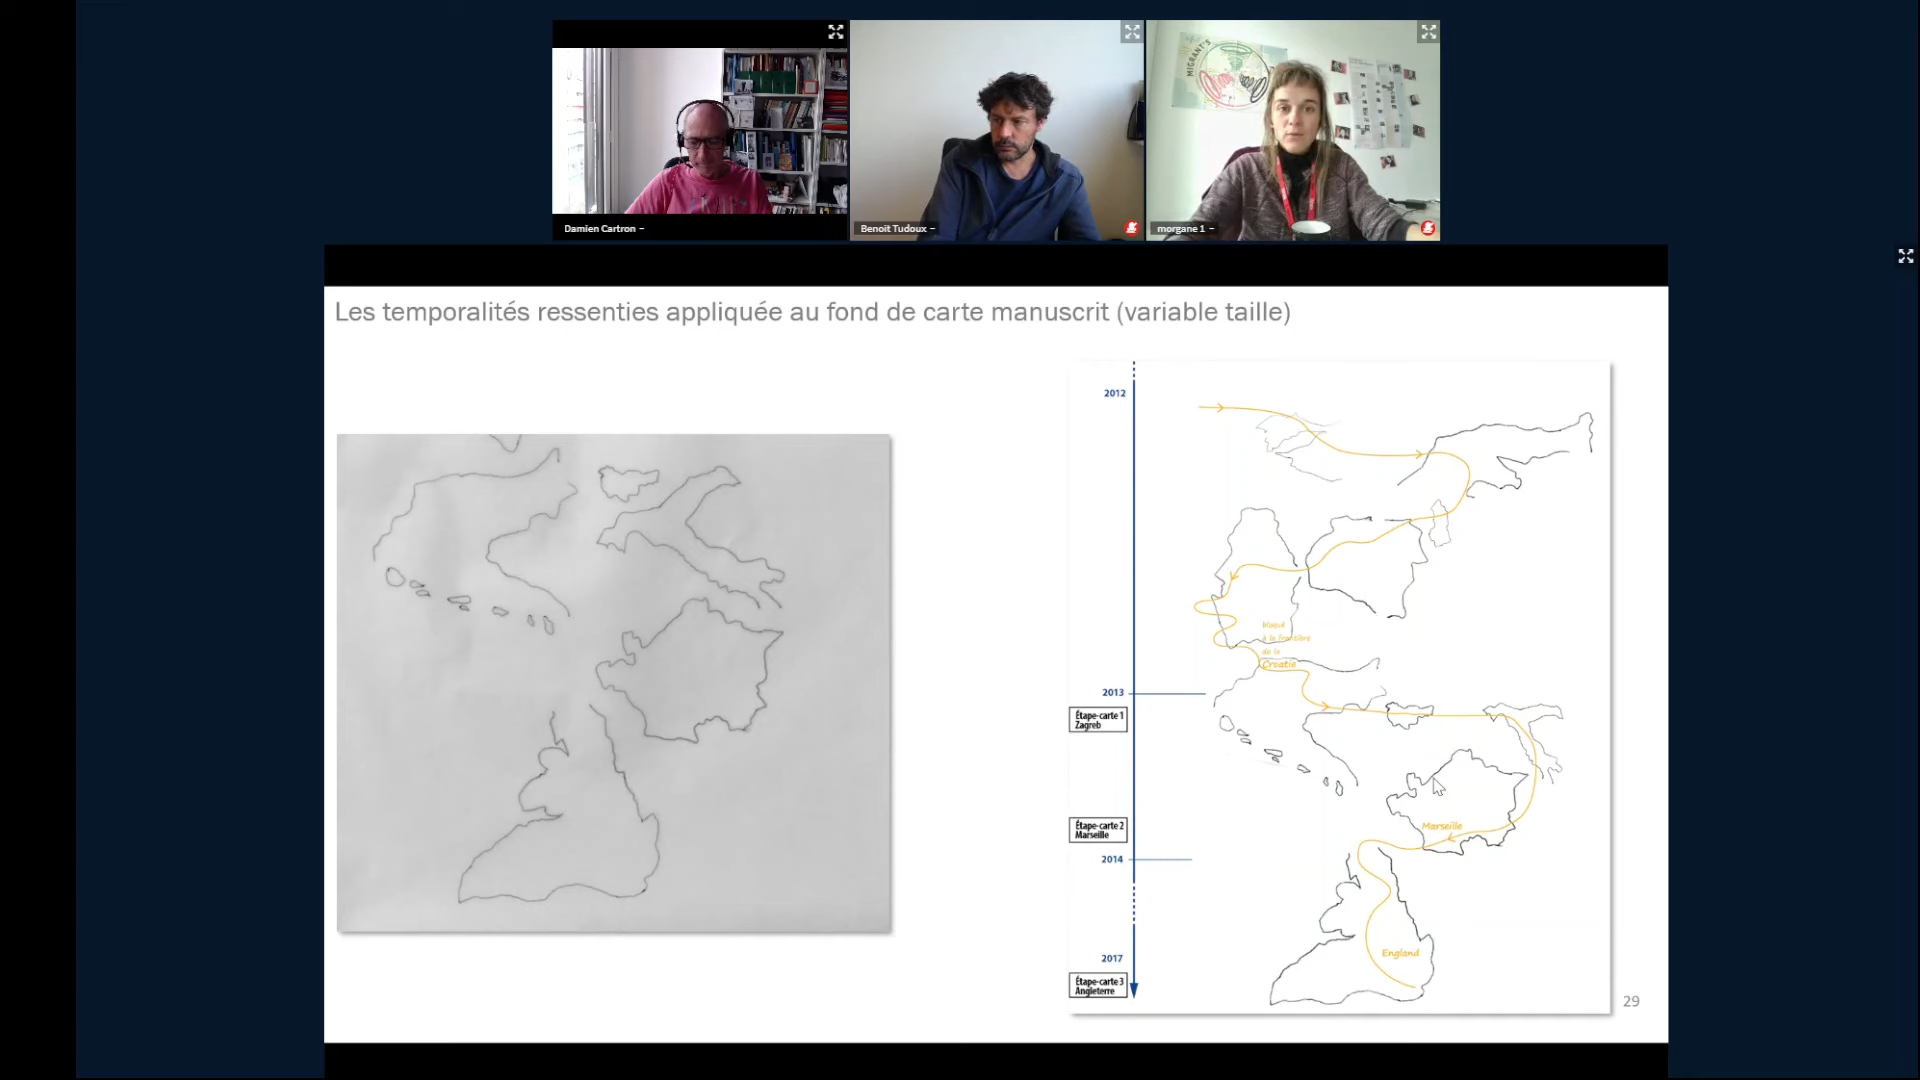 MIGRANT'S
Damien Cartron –
Benoit Tudoux –
morgane 1 –
Les temporalités ressenties appliquée au fond de carte manuscrit (variable taille)
2012
bloqué
à la frontière
de la
Croatie
2013
Étape-carte 1
Zagreb
Étape-carte 2
Marseille
Marseille
2014
England
2017
Étape-carte 3
Angleterre
29